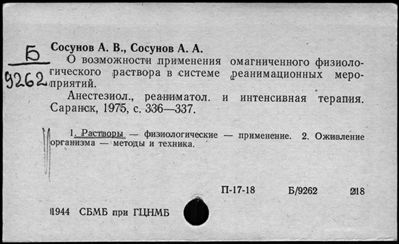 Б
9262
Сосунов А. В., Сосунов А. А.
О возможности применения омагниченного физиоло-
гического раствора в системе реанимационных меро-
приятий.
Анестезиол., реаниматол. и интенсивная терапия.
Саранск, 1975, с. 336—337.
1. Растворы — физиологические — применение. 2. Оживление
организма — методы и техника.
П-17-18 Б/9262 218
1944 СБМБ при ГЦНМБ